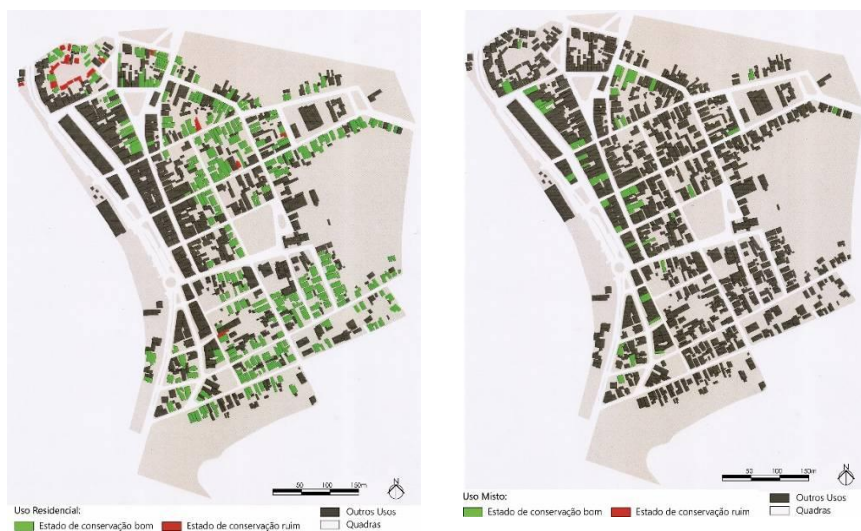 50 100 150m
N
Uso Residencial:
Estado de conservação bom
Estado de conservação ruim
Outros Usos
Quadras
50 100 150m
N
Uso Misto:
Estado de conservação bom
Estado de conservação ruim
Outros Usos
Quadras